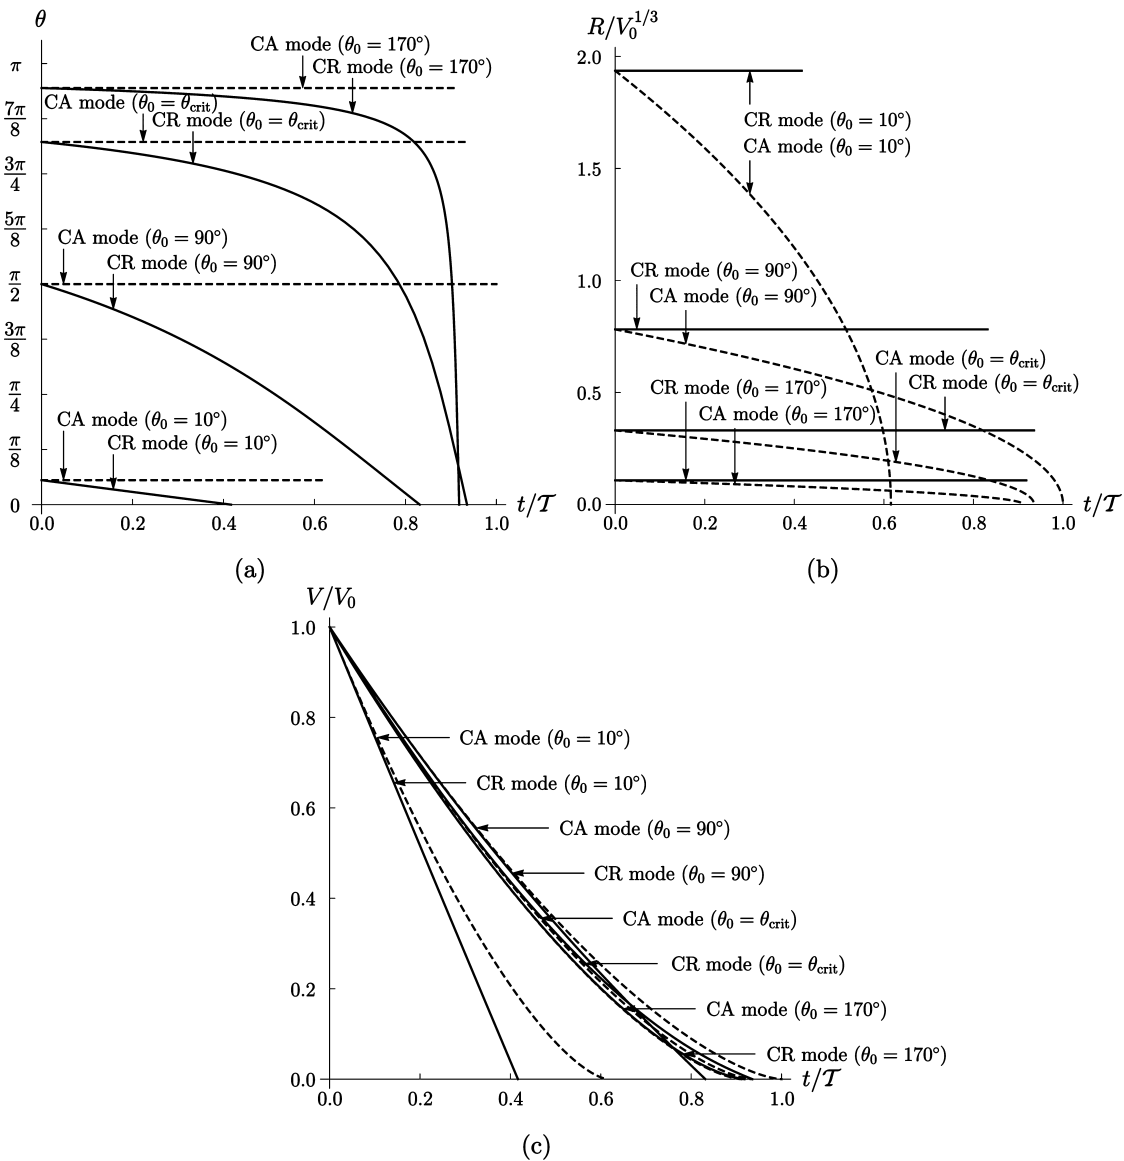 θ
π
7π/8
3π/4
5π/8
π/2
3π/8
π/4
π/8
0
CA mode (θ₀ = 170°)
CR mode (θ₀ = 170°)
CA mode (θ₀ = θcrit)
CR mode (θ₀ = θcrit)
CA mode (θ₀ = 90°)
CR mode (θ₀ = 90°)
CA mode (θ₀ = 10°)
CR mode (θ₀ = 10°)
0.0 0.2 0.4 0.6 0.8 1.0
t/𝒯
(a)
R/V₀^{1/3}
2.0
1.5
1.0
0.5
0.0
CR mode (θ₀ = 10°)
CA mode (θ₀ = 10°)
CR mode (θ₀ = 90°)
CA mode (θ₀ = 90°)
CA mode (θ₀ = θcrit)
CR mode (θ₀ = θcrit)
CR mode (θ₀ = 170°)
CA mode (θ₀ = 170°)
0.0 0.2 0.4 0.6 0.8 1.0
t/𝒯
(b)
V/V₀
1.0
0.8
0.6
0.4
0.2
0.0
CA mode (θ₀ = 10°)
CR mode (θ₀ = 10°)
CA mode (θ₀ = 90°)
CR mode (θ₀ = 90°)
CA mode (θ₀ = θcrit)
CR mode (θ₀ = θcrit)
CA mode (θ₀ = 170°)
CR mode (θ₀ = 170°)
0.0 0.2 0.4 0.6 0.8 1.0
t/𝒯
(c)